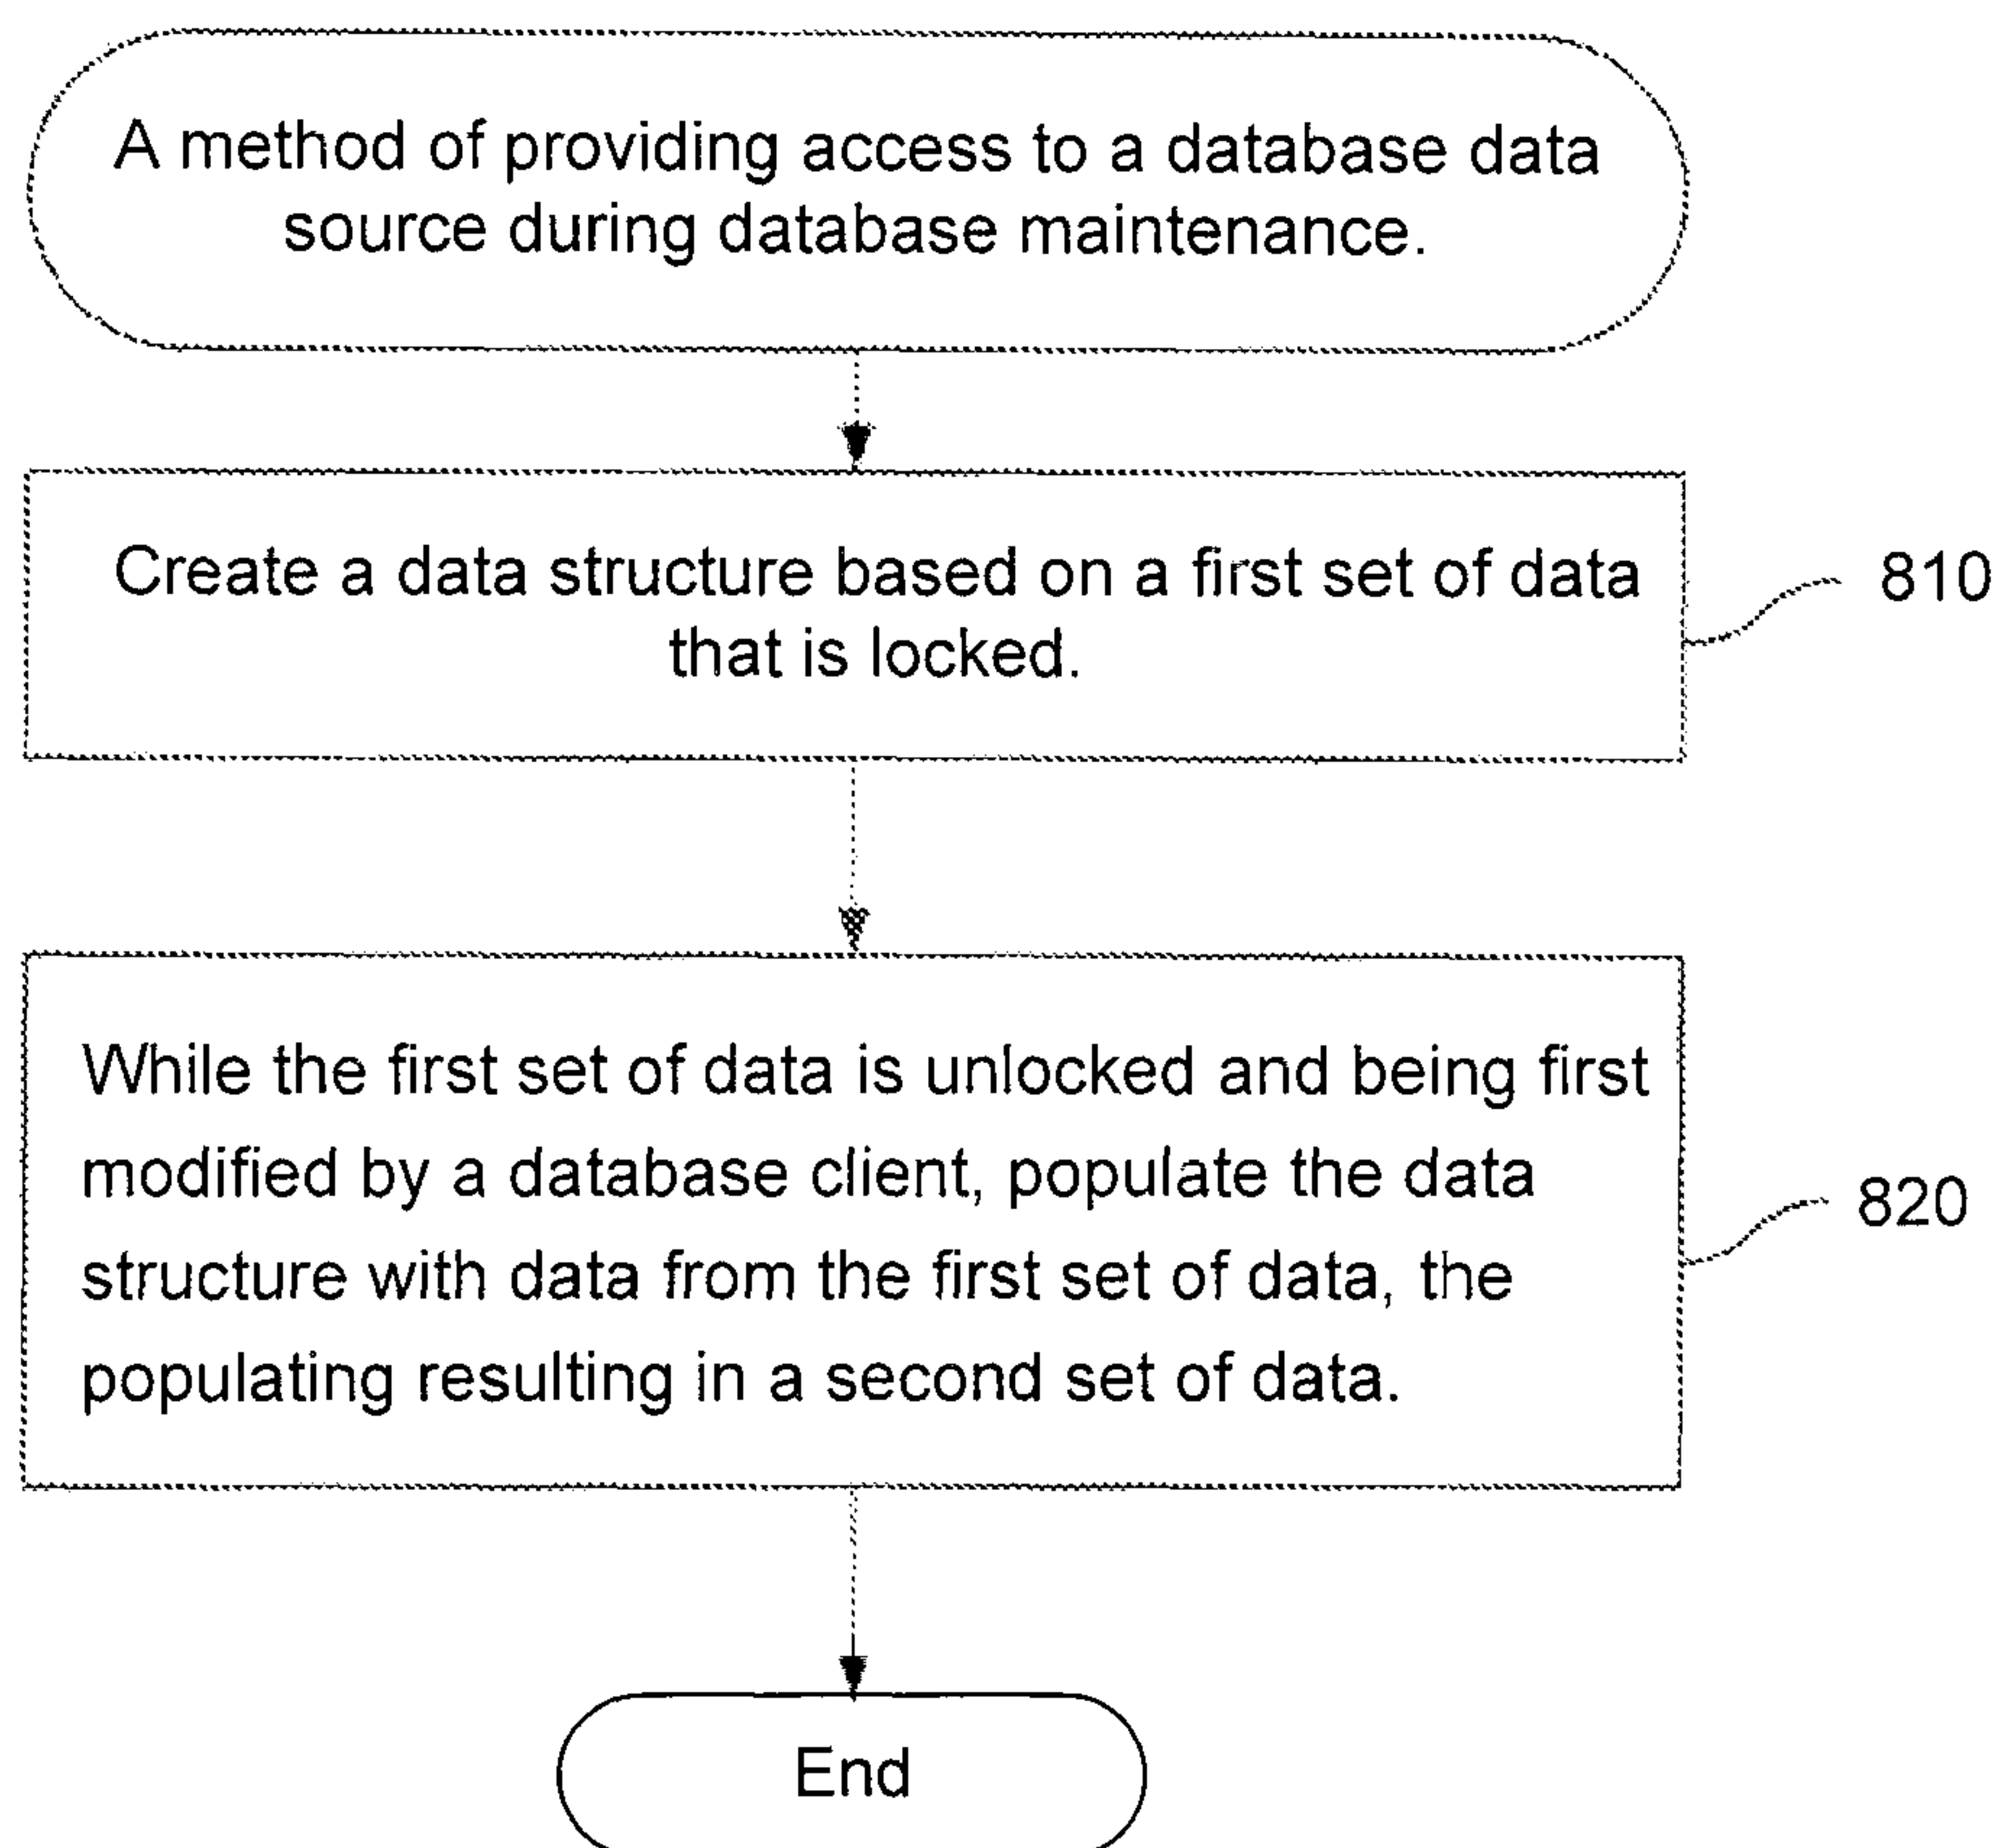 A method of providing access to a database data
source during database maintenance.
Create a data structure based on a first set of data
that is locked.
810
While the first set of data is unlocked and being first
modified by a database client, populate the data
structure with data from the first set of data, the
populating resulting in a second set of data.
820
End